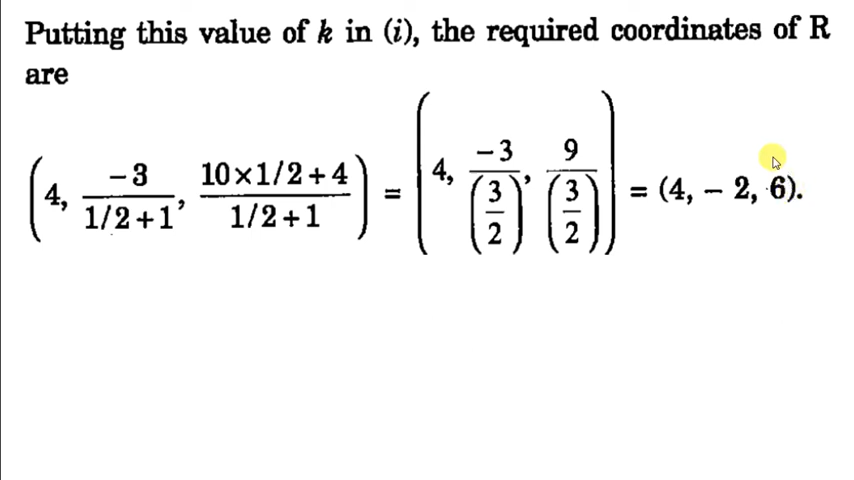 Putting this value of k in (i), the required coordinates of R
are
(4, -3/(1/2+1), (10×1/2+4)/(1/2+1)) = (4, -3/(3/2), 9/(3/2)) = (4, – 2, 6).